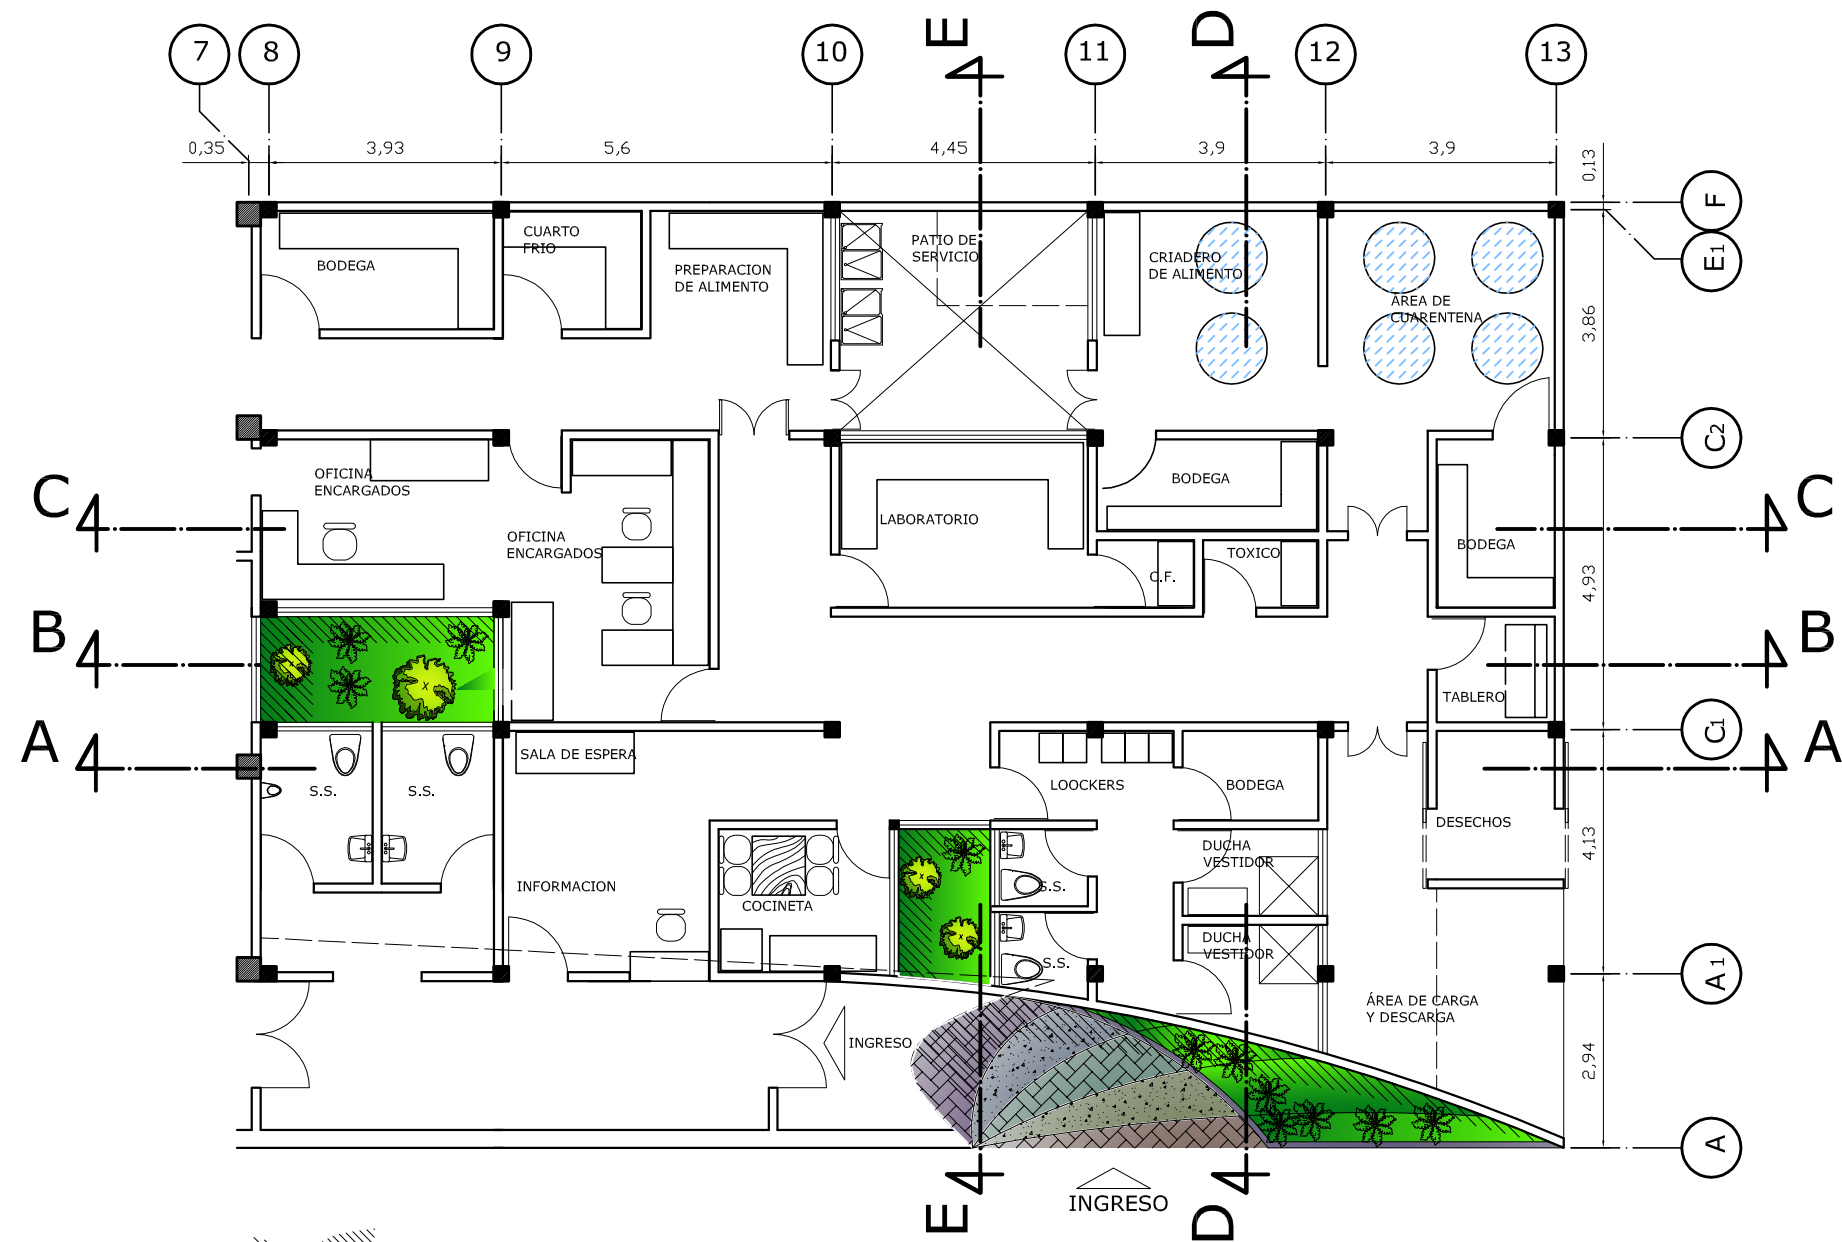 E
D
7
8
9
10
11
12
13
0,35
3,93
5,6
4,45
3,9
3,9
0,13
F
E1
CUARTO
FRIO
BODEGA
PREPARACION
DE ALIMENTO
PATIO DE
SERVICIO
CRIADERO
DE ALIMENTO
ÁREA DE
CUARENTENA
3,86
C2
OFICINA
ENCARGADOS
C
C
BODEGA
LABORATORIO
OFICINA
ENCARGADOS
BODEGA
TOXICO
C.F.
4,93
B
B
TABLERO
C1
A
A
SALA DE ESPERA
S.S.
S.S.
LOOCKERS
BODEGA
DESECHOS
4,13
DUCHA
VESTIDOR
INFORMACION
S.S.
COCINETA
DUCHA
VESTIDOR
S.S.
A1
ÁREA DE CARGA
Y DESCARGA
INGRESO
2,94
A
INGRESO
E
D